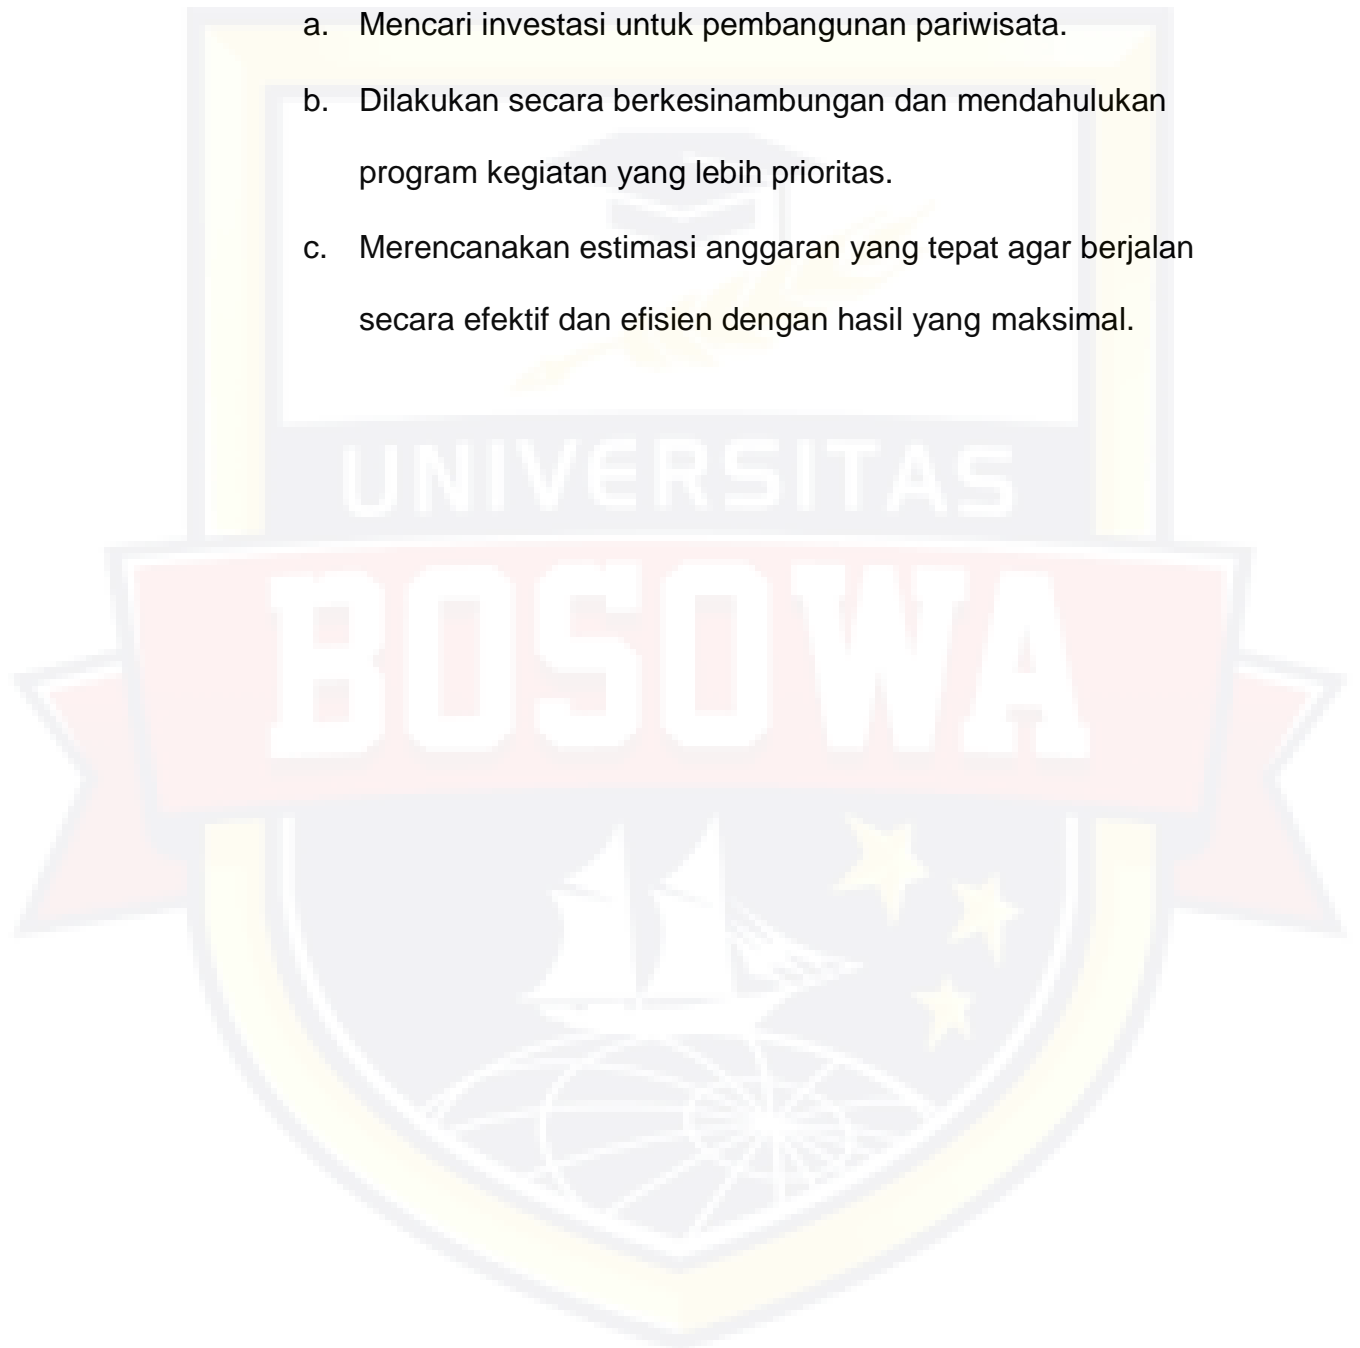 a. Mencari investasi untuk pembangunan pariwisata.
b. Dilakukan secara berkesinambungan dan mendahulukan
program kegiatan yang lebih prioritas.
c. Merencanakan estimasi anggaran yang tepat agar berjalan
secara efektif dan efisien dengan hasil yang maksimal.
UNIVERSITAS
BOSOWA